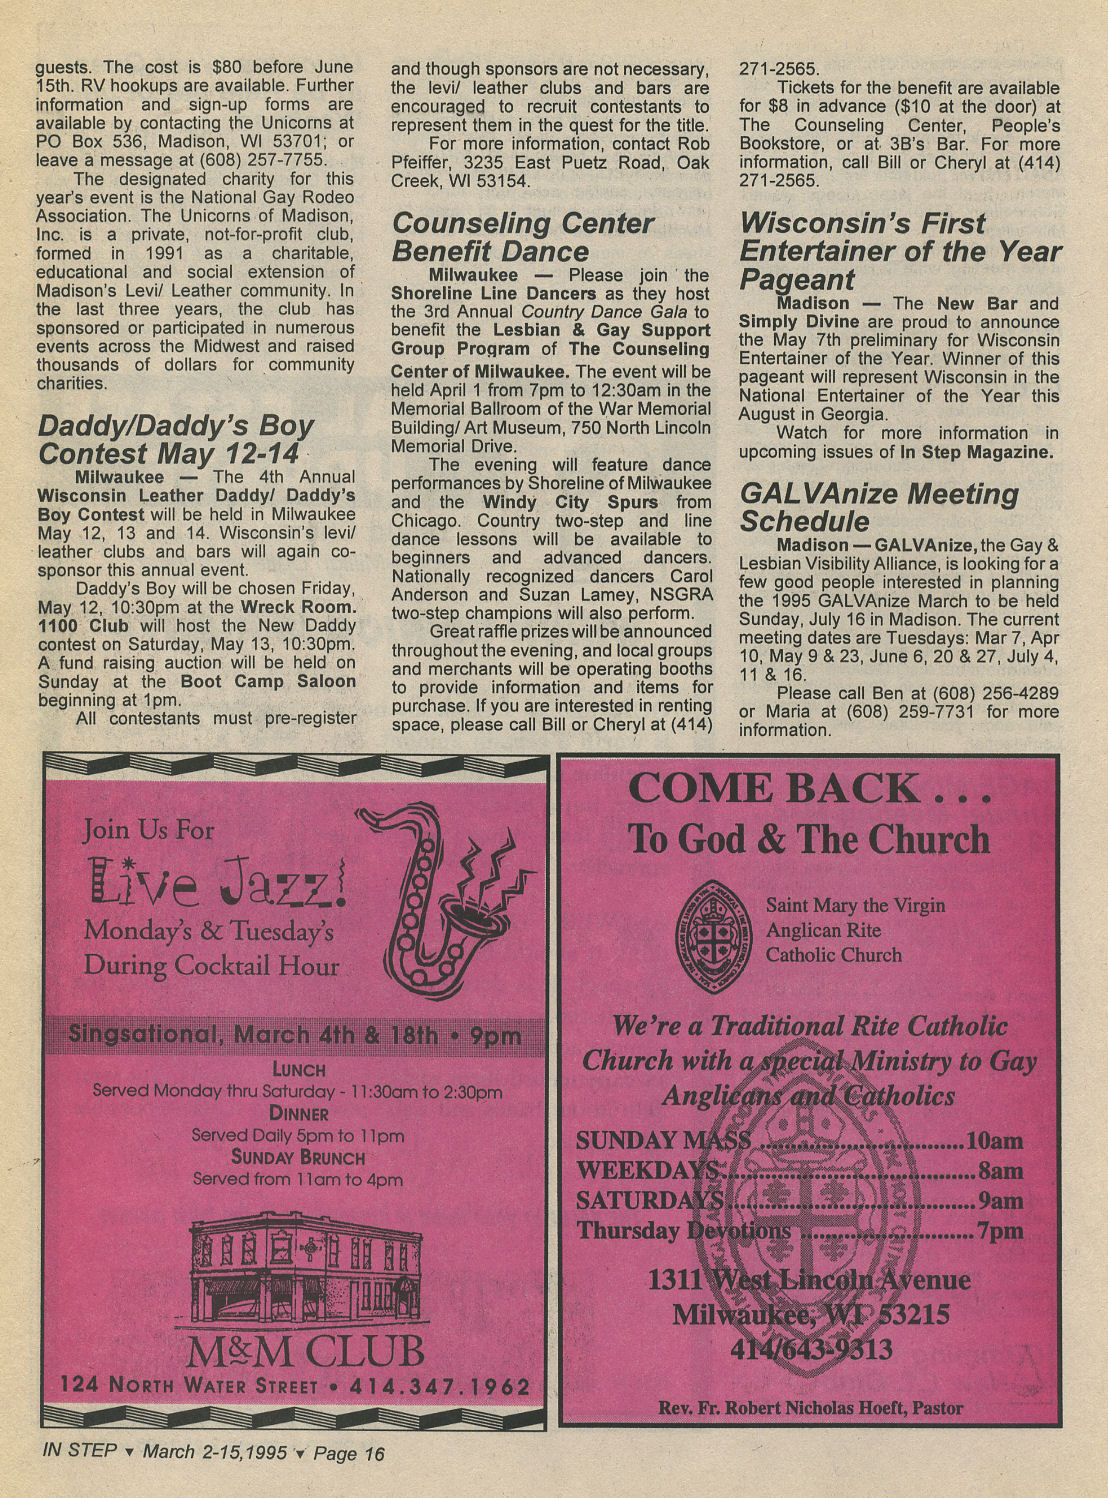 guests. The cost is $80 before June
15th. RV hookups are available. Further
information and sign-up forms are
available by contacting the Unicorns at
PO Box 536, Madison, WI 53701; or
leave a message at (608) 257-7755.
The designated charity for this
year's event is the National Gay Rodeo
Association. The Unicorns of Madison,
Inc. is a private, not-for-profit club,
formed in 1991 as a charitable,
educational and social extension of
Madison's Levi/ Leather community. In
the last three years, the club has
sponsored or participated in numerous
events across the Midwest and raised
thousands of dollars for community
charities.
Daddy/Daddy's Boy
Contest May 12-14
Milwaukee — The 4th Annual
Wisconsin Leather Daddy/ Daddy's
Boy Contest will be held in Milwaukee
May 12, 13 and 14. Wisconsin's levi/
leather clubs and bars will again co-
sponsor this annual event.
Daddy's Boy will be chosen Friday,
May 12, 10:30pm at the Wreck Room.
1100 Club will host the New Daddy
contest on Saturday, May 13, 10:30pm.
A fund raising auction will be held on
Sunday at the Boot Camp Saloon
beginning at 1pm.
All contestants must pre-register
and though sponsors are not necessary,
the levi/ leather clubs and bars are
encouraged to recruit contestants to
represent them in the quest for the title.
For more information, contact Rob
Pfeiffer, 3235 East Puetz Road, Oak
Creek, WI 53154.
Counseling Center
Benefit Dance
Milwaukee — Please join the
Shoreline Line Dancers as they host
the 3rd Annual Country Dance Gala to
benefit the Lesbian & Gay Support
Group Program of The Counseling
Center of Milwaukee. The event will be
held April 1 from 7pm to 12:30am in the
Memorial Ballroom of the War Memorial
Building/ Art Museum, 750 North Lincoln
Memorial Drive.
The evening will feature dance
performances by Shoreline of Milwaukee
and the Windy City Spurs from
Chicago. Country two-step and line
dance lessons will be available to
beginners and advanced dancers.
Nationally recognized dancers Carol
Anderson and Suzan Lamey, NSGRA
two-step champions will also perform.
Great raffle prizes will be announced
throughout the evening, and local groups
and merchants will be operating booths
to provide information and items for
purchase. If you are interested in renting
space, please call Bill or Cheryl at (414)
271-2565.
Tickets for the benefit are available
for $8 in advance ($10 at the door) at
The Counseling Center, People's
Bookstore, or at 3B's Bar. For more
information, call Bill or Cheryl at (414)
271-2565.
Wisconsin's First
Entertainer of the Year
Pageant
Madison — The New Bar and
Simply Divine are proud to announce
the May 7th preliminary for Wisconsin
Entertainer of the Year. Winner of this
pageant will represent Wisconsin in the
National Entertainer of the Year this
August in Georgia.
Watch for more information in
upcoming issues of In Step Magazine.
GALVAnize Meeting
Schedule
Madison — GALVAnize, the Gay &
Lesbian Visibility Alliance, is looking for a
few good people interested in planning
the 1995 GALVAnize March to be held
Sunday, July 16 in Madison. The current
meeting dates are Tuesdays: Mar 7, Apr
10, May 9 & 23, June 6, 20 & 27, July 4,
11 & 16.
Please call Ben at (608) 256-4289
or Maria at (608) 259-7731 for more
information.
Join Us For
Live Jazz!
Monday's & Tuesday's
During Cocktail Hour
Singsational, March 4th & 18th • 9pm
LUNCH
Served Monday thru Saturday - 11:30am to 2:30pm
DINNER
Served Daily 5pm to 11pm
SUNDAY BRUNCH
Served from 11am to 4pm
M&M CLUB
124 NORTH WATER STREET • 414.347.1962
COME BACK . . .
To God & The Church
Saint Mary the Virgin
Anglican Rite
Catholic Church
We're a Traditional Rite Catholic
Church with a special Ministry to Gay
Anglicans and Catholics
SUNDAY MASS ..................................10am
WEEKDAYS.........................................8am
SATURDAYS........................................9am
Thursday Devotions ............................7pm
1311 West Lincoln Avenue
Milwaukee, WI 53215
414/643-9313
Rev. Fr. Robert Nicholas Hoeft, Pastor
IN STEP ▼ March 2-15,1995 ▼ Page 16